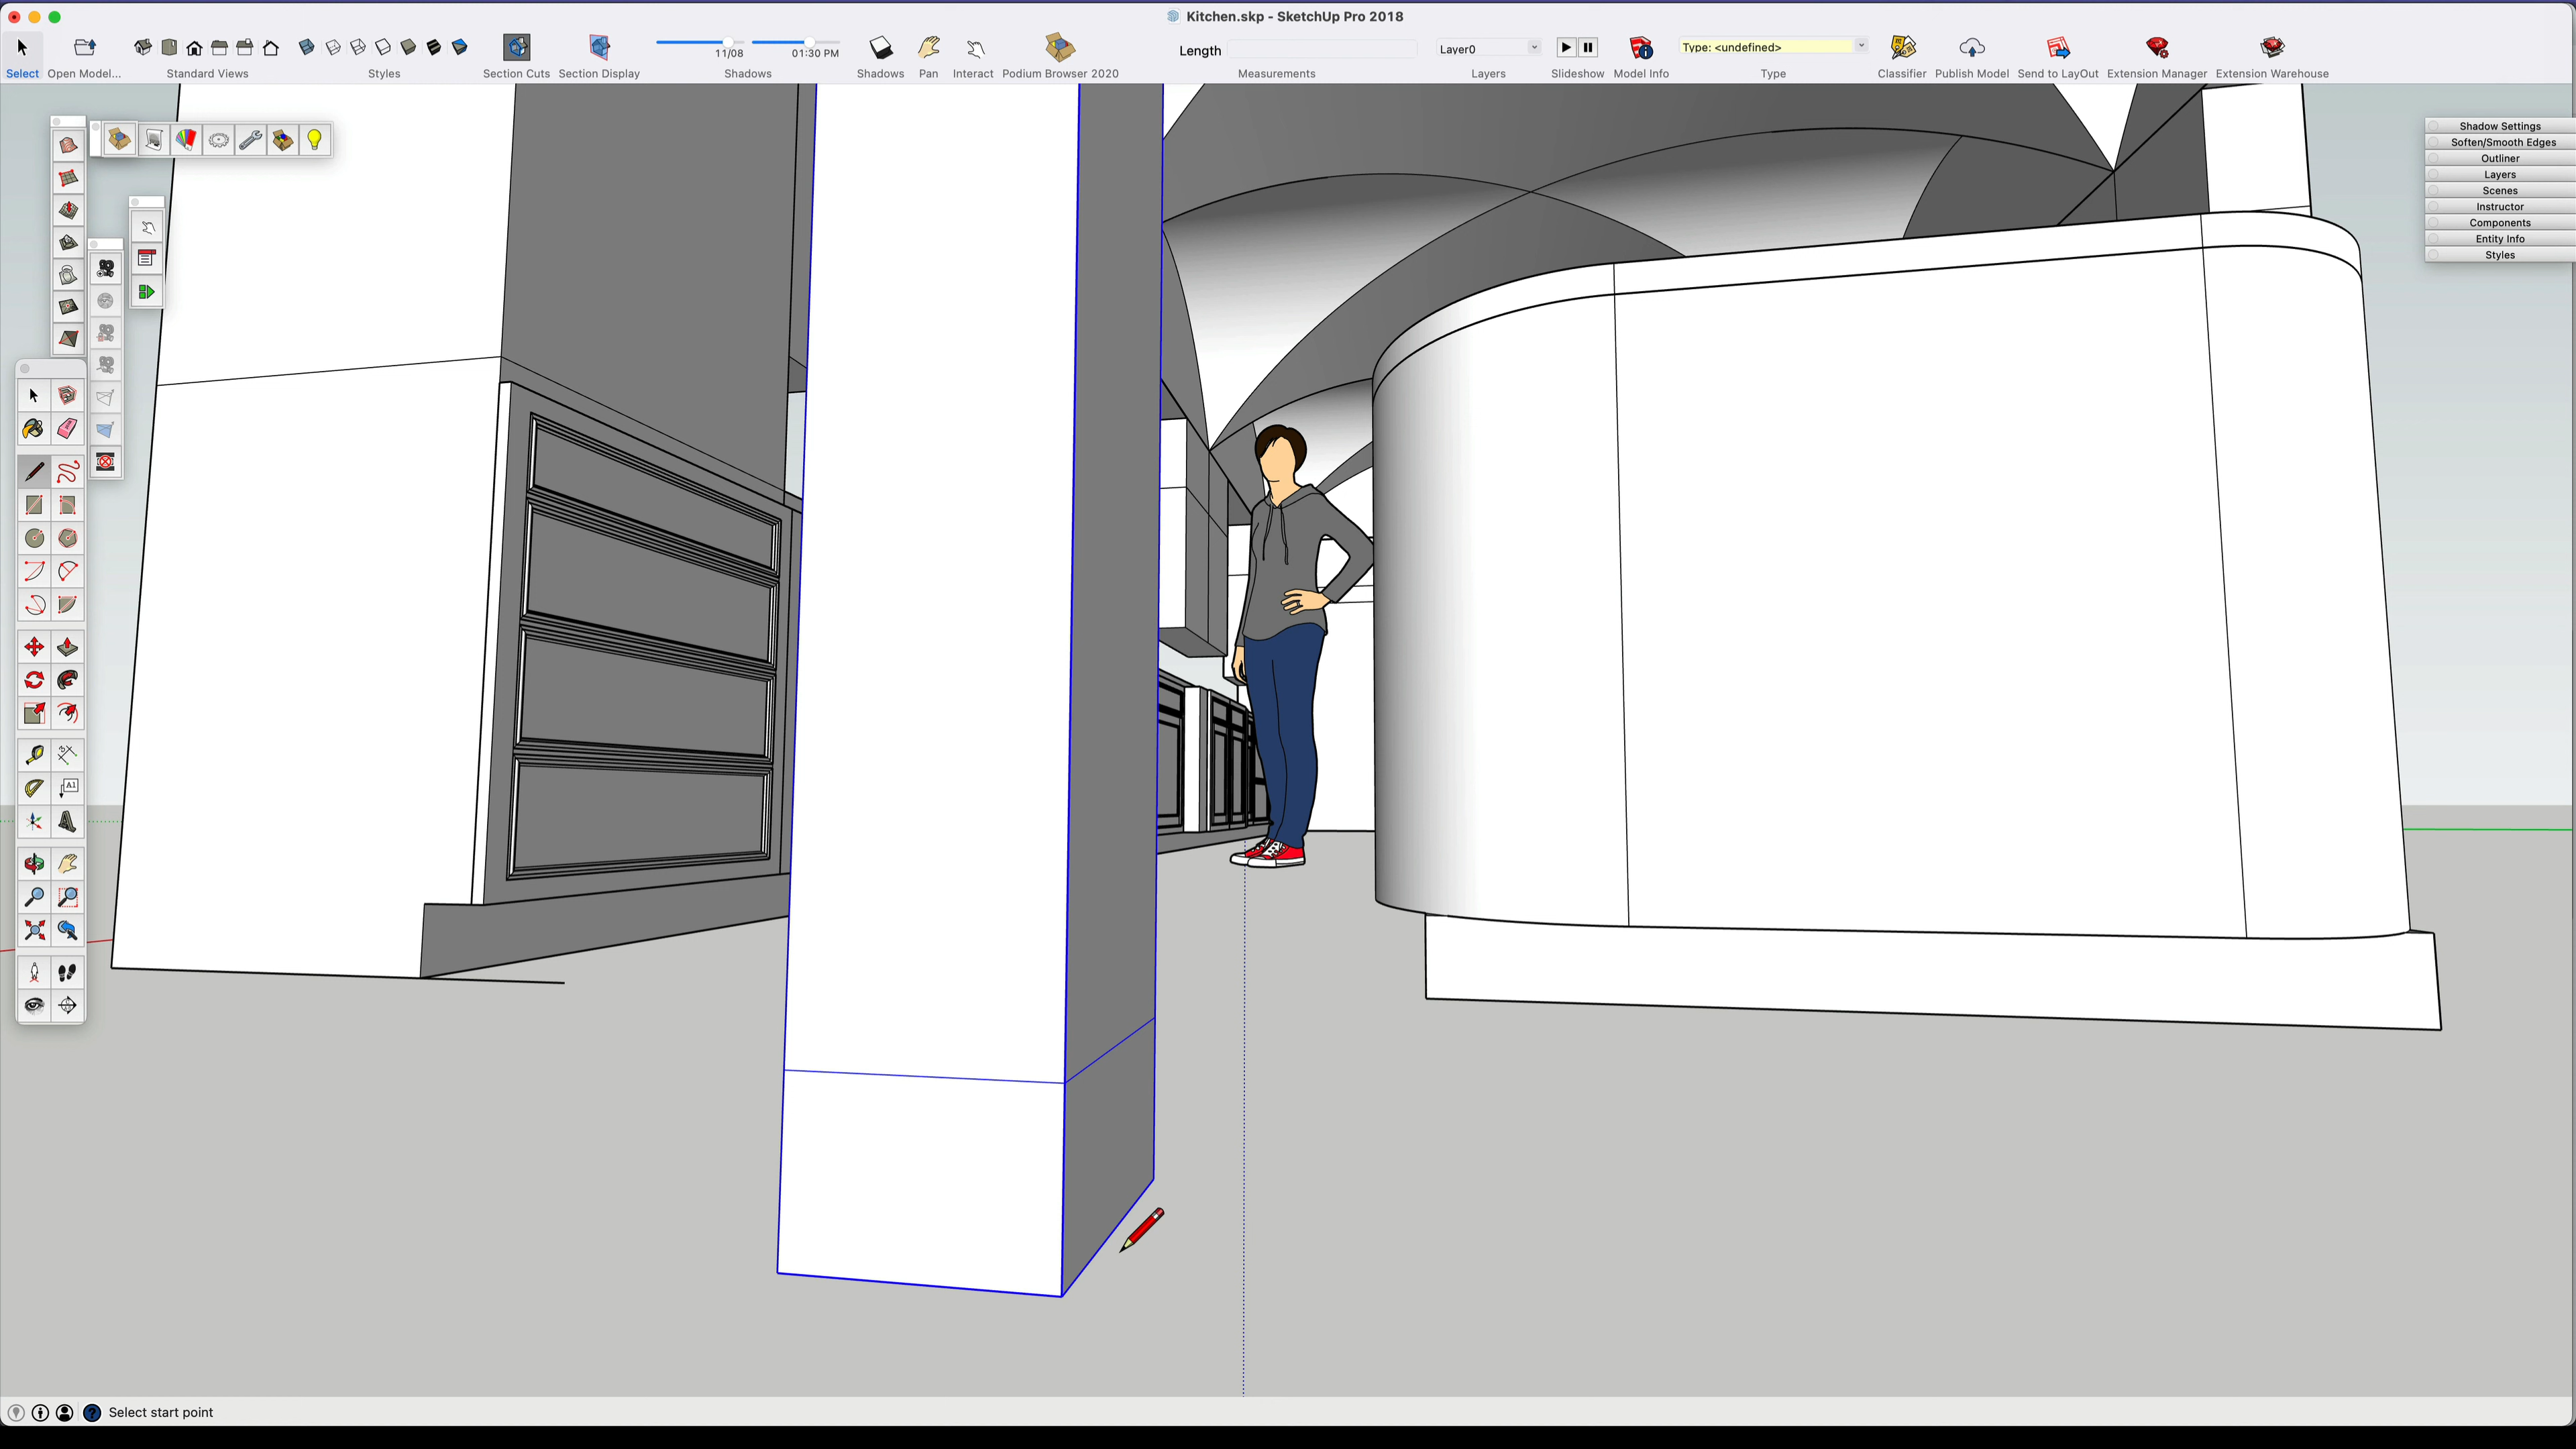 Kitchen.skp - SketchUp Pro 2018
11/08
01:30 PM
Length
Layer0
Type: <undefined>
Select
Open Model...
Standard Views
Styles
Section Cuts
Section Display
Shadows
Shadows
Pan
Interact
Podium Browser 2020
Measurements
Layers
Slideshow
Model Info
Type
Classifier
Publish Model
Send to LayOut
Extension Manager
Extension Warehouse
Shadow Settings
Soften/Smooth Edges
Outliner
Layers
Scenes
Instructor
Components
Entity Info
Styles
A1
Select start point